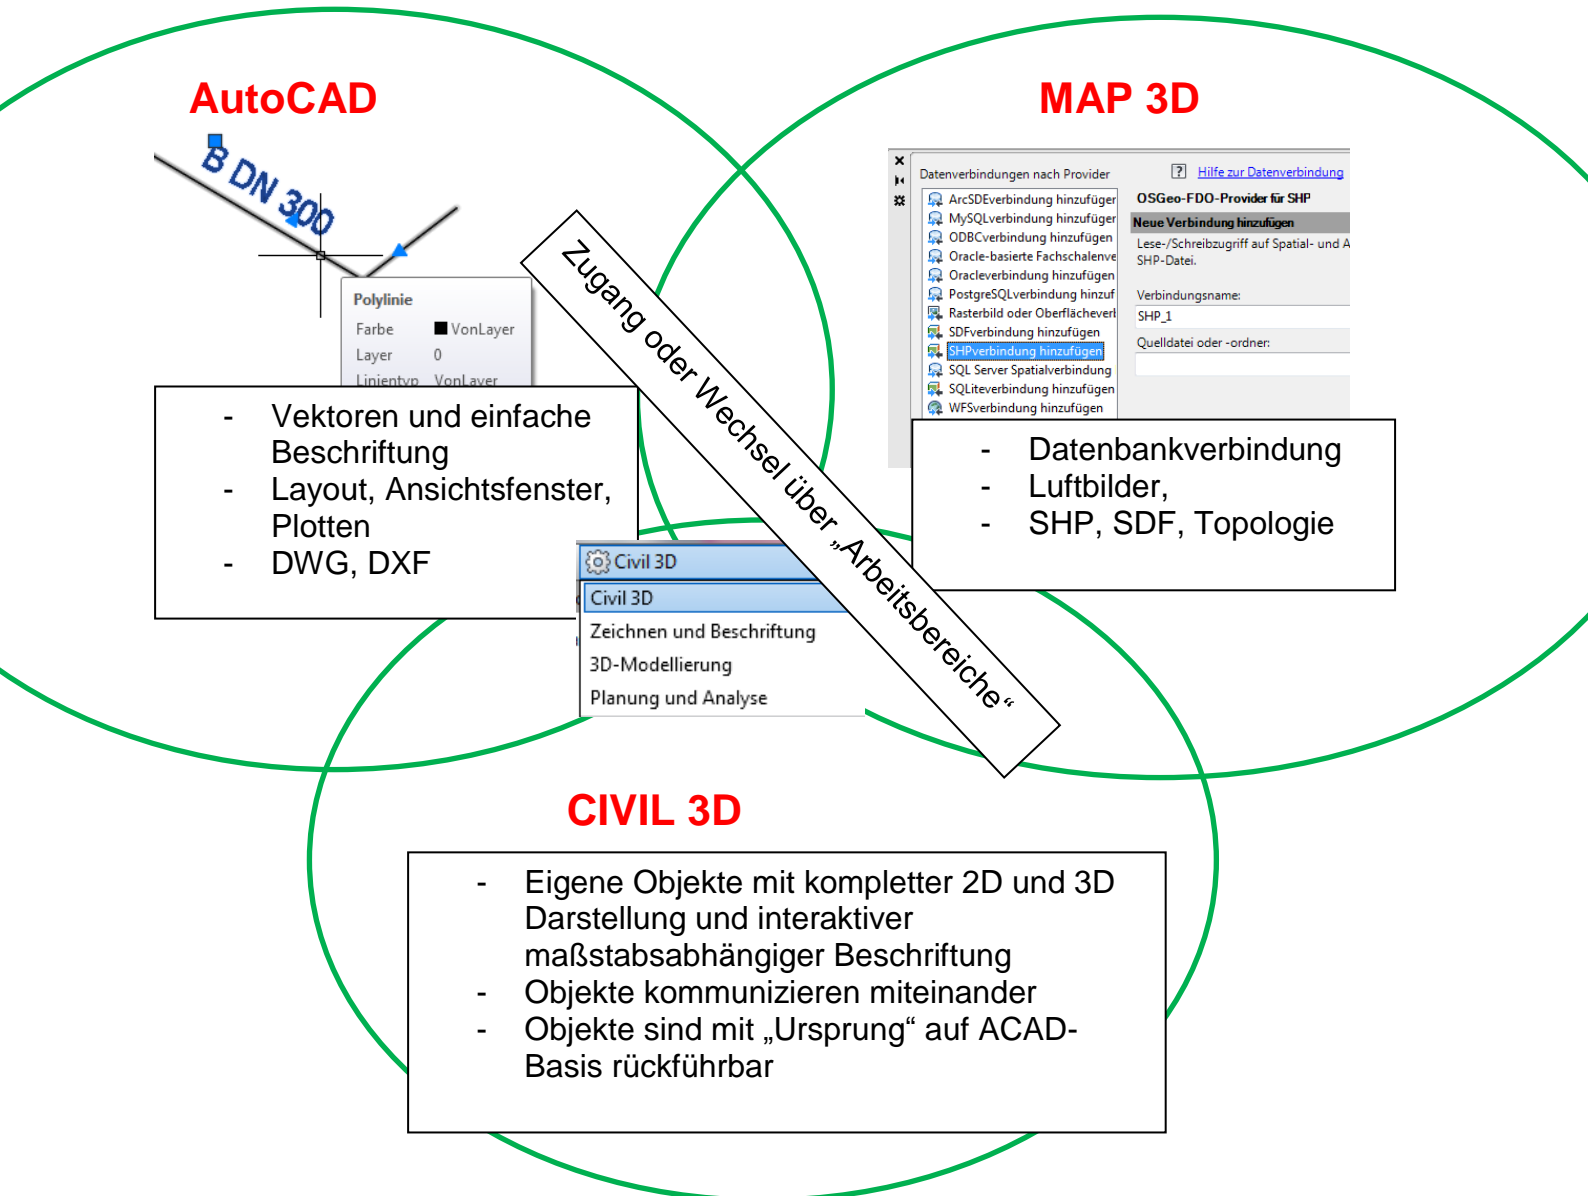 AutoCAD
B DN 300
Polylinie
Farbe VonLayer
Layer 0
Linientyp VonLayer
- Vektoren und einfache
Beschriftung
- Layout, Ansichtsfenster,
Plotten
- DWG, DXF
MAP 3D
Datenverbindungen nach Provider
ArcSDEverbindung hinzufüger
MySQLverbindung hinzufüger
ODBCverbindung hinzufügen
Oracle-basierte Fachschalenve
Oracleverbindung hinzufügen
PostgreSQLverbindung hinzuf
Rasterbild oder Oberflächeverl
SDFverbindung hinzufügen
SHPverbindung hinzufügen
SQL Server Spatialverbindung
SQLiteverbindung hinzufügen
WFSverbindung hinzufügen
? Hilfe zur Datenverbindung
OSGeo-FDO-Provider für SHP
Neue Verbindung hinzufügen
Lese-/Schreibzugriff auf Spatial- und A
SHP-Datei.
Verbindungsname:
SHP_1
Quelldatei oder -ordner:
- Datenbankverbindung
- Luftbilder,
- SHP, SDF, Topologie
Zugang oder Wechsel über „Arbeitsbereiche“
Civil 3D
Civil 3D
Zeichnen und Beschriftung
3D-Modellierung
Planung und Analyse
CIVIL 3D
- Eigene Objekte mit kompletter 2D und 3D
Darstellung und interaktiver
maßstabsabhängiger Beschriftung
- Objekte kommunizieren miteinander
- Objekte sind mit „Ursprung“ auf ACAD-
Basis rückführbar